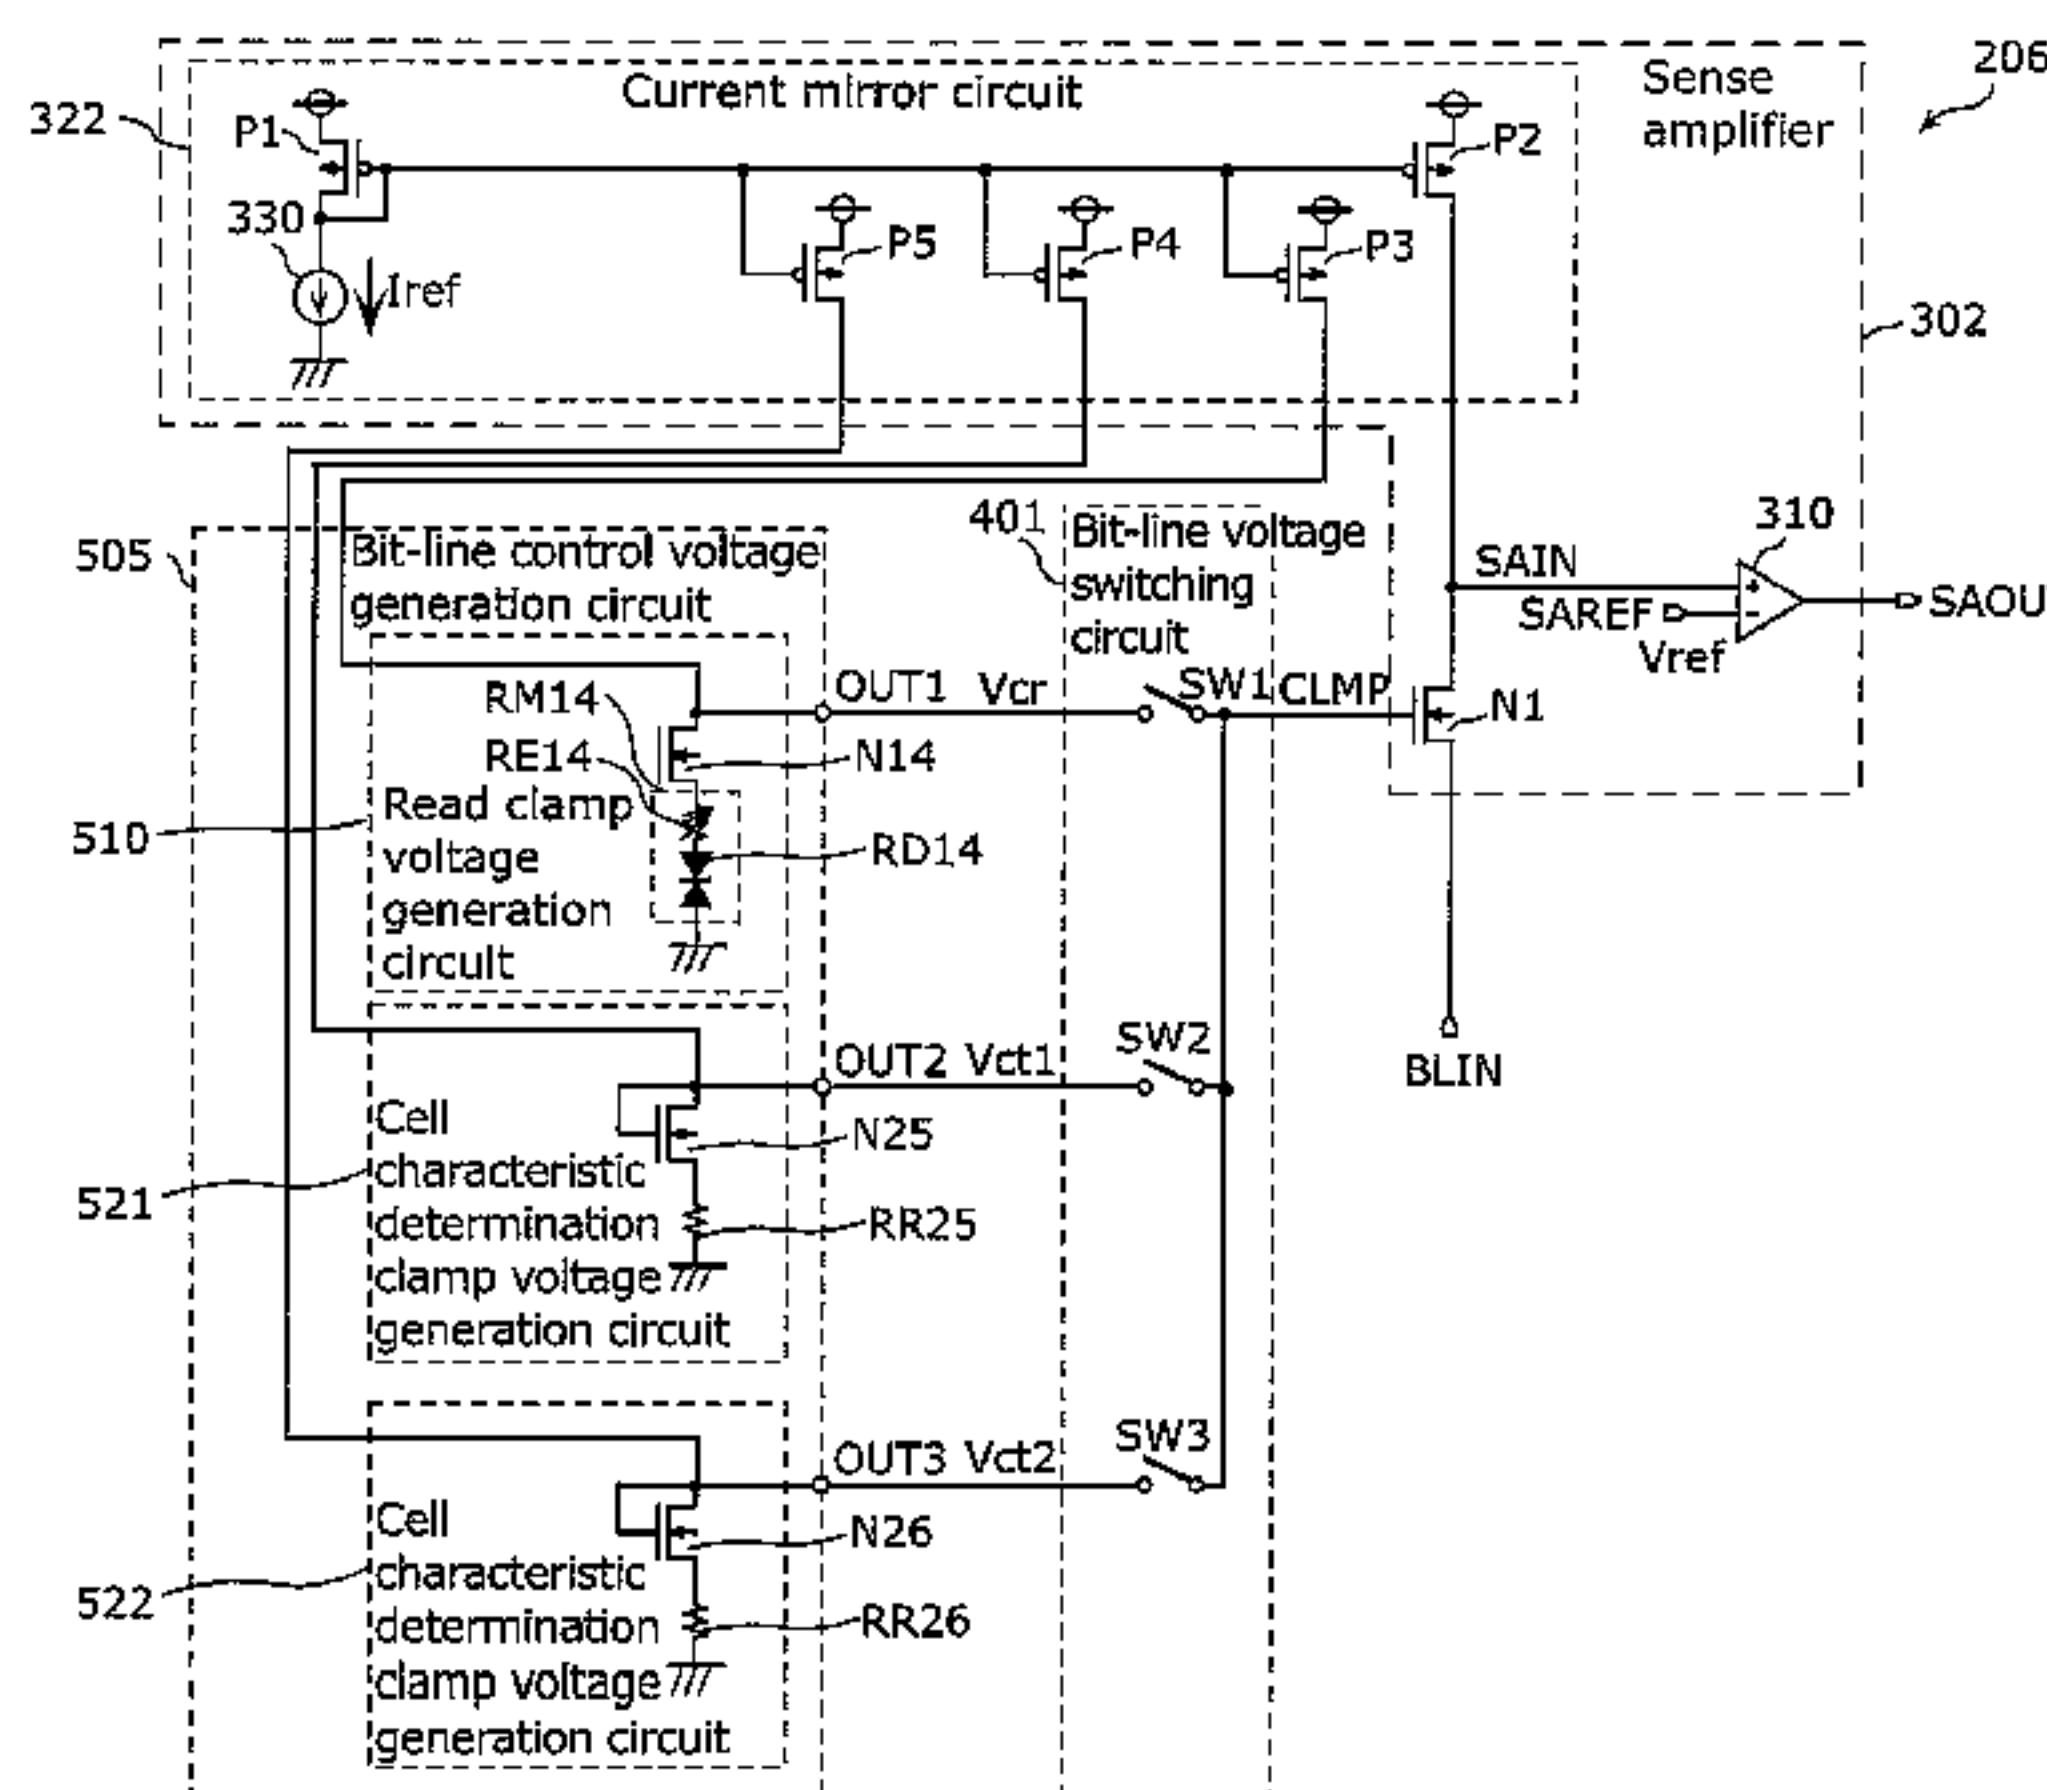 206
Current mirror circuit
Sense
amplifier
322
P1
P2
330
P5
P4
P3
Iref
302
505
Bit-line control voltage
generation circuit
401
Bit-line voltage
switching
circuit
310
SAIN
SAREF
Vref
SAOU
RM14
OUT1 Vcr
SW1
CLMP
N1
RE14
N14
510
Read clamp
voltage
generation
circuit
RD14
BLIN
OUT2 Vct1
SW2
521
Cell
characteristic
determination
clamp voltage
generation circuit
N25
RR25
OUT3 Vct2
SW3
522
Cell
characteristic
determination
clamp voltage
generation circuit
N26
RR26